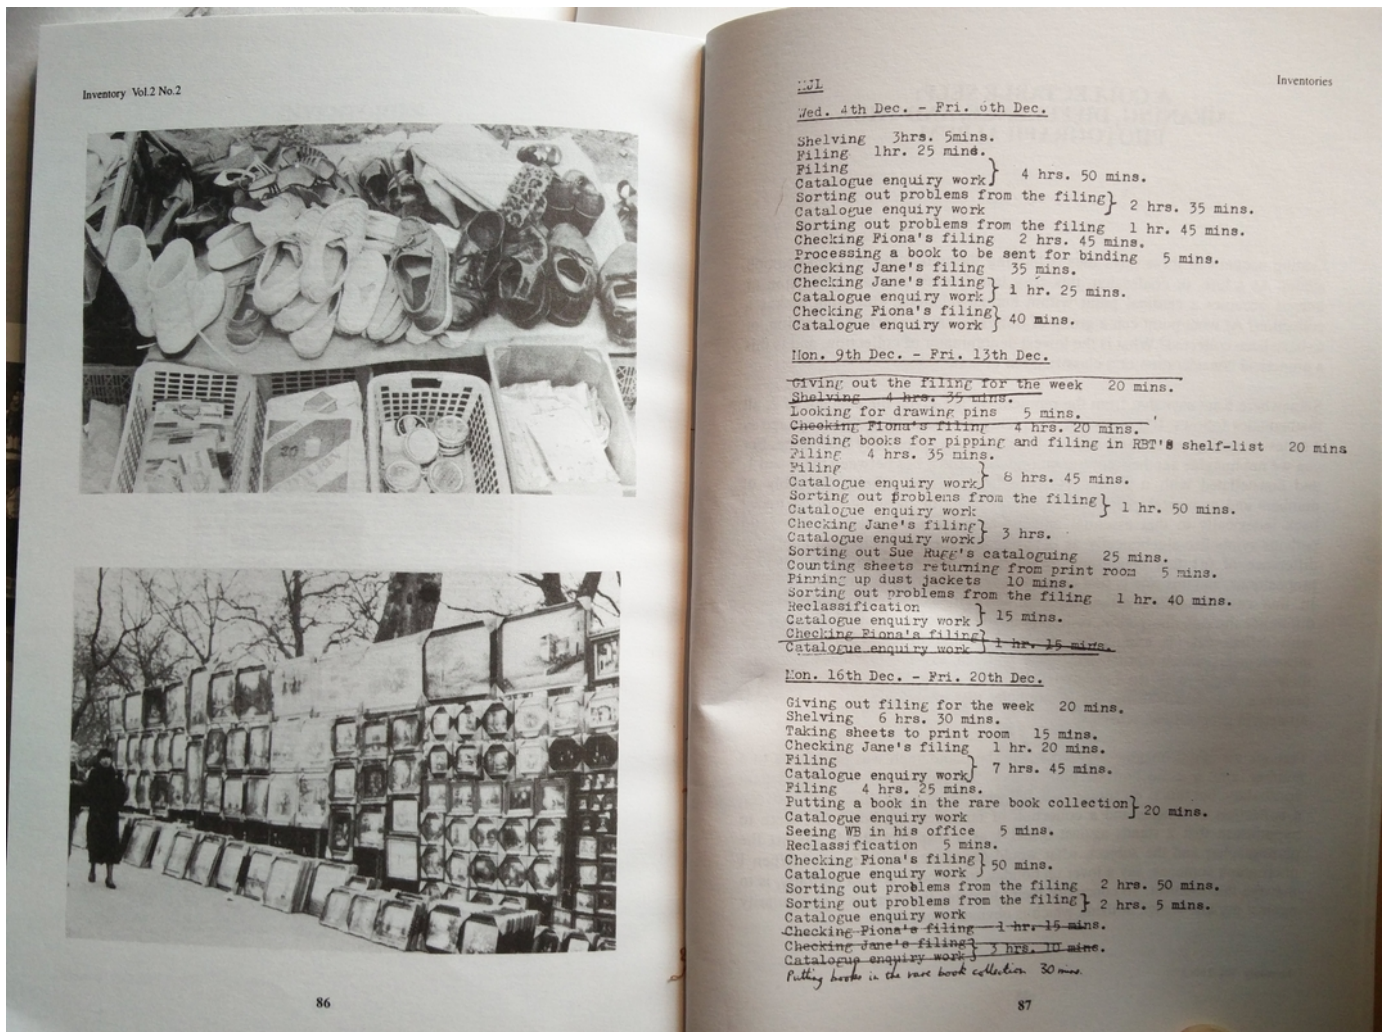 Inventory Vol.2 No.2
86
Inventories
Wed. 4th Dec. - Fri. 6th Dec.
Shelving 3hrs. 5mins.
Filing 1hr. 25 mins.
Filing
Catalogue enquiry work} 4 hrs. 50 mins.
Sorting out problems from the filing}
Catalogue enquiry work 2 hrs. 35 mins.
Sorting out problems from the filing 1 hr. 45 mins.
Checking Fiona's filing 2 hrs. 45 mins.
Processing a book to be sent for binding 5 mins.
Checking Jane's filing 35 mins.
Checking Jane's filing}
Catalogue enquiry work 1 hr. 25 mins.
Checking Fiona's filing}
Catalogue enquiry work 40 mins.
Mon. 9th Dec. - Fri. 13th Dec.
Giving out the filing for the week 20 mins.
Shelving 4 hrs. 35 mins.
Looking for drawing pins 5 mins.
Checking Fiona's filing 4 hrs. 20 mins.
Sending books for pipping and filing in RBT's shelf-list 20 mins
Filing 4 hrs. 35 mins.
Filing
Catalogue enquiry work} 8 hrs. 45 mins.
Sorting out problems from the filing}
Catalogue enquiry work 1 hr. 50 mins.
Checking Jane's filing}
Catalogue enquiry work 3 hrs.
Sorting out Sue Rugg's cataloguing 25 mins.
Counting sheets returning from print room 5 mins.
Pinning up dust jackets 10 mins.
Sorting out problems from the filing 1 hr. 40 mins.
Reclassification
Catalogue enquiry work } 15 mins.
Checking Fiona's filing}
Catalogue enquiry work 1 hr. 15 mins.
Mon. 16th Dec. - Fri. 20th Dec.
Giving out filing for the week 20 mins.
Shelving 6 hrs. 30 mins.
Taking sheets to print room 15 mins.
Checking Jane's filing 1 hr. 20 mins.
Filing
Catalogue enquiry work} 7 hrs. 45 mins.
Filing 4 hrs. 25 mins.
Putting a book in the rare book collection}
Catalogue enquiry work 20 mins.
Seeing WB in his office 5 mins.
Reclassification 5 mins.
Checking Fiona's filing}
Catalogue enquiry work 50 mins.
Sorting out problems from the filing 2 hrs. 50 mins.
Sorting out problems from the filing} 2 hrs. 5 mins.
Catalogue enquiry work
Checking Fiona's filing 1 hr. 15 mins.
Checking Jane's filing}
Catalogue enquiry work 3 hrs. 10 mins.
Putting books in the rare book collection 30 mins.
87